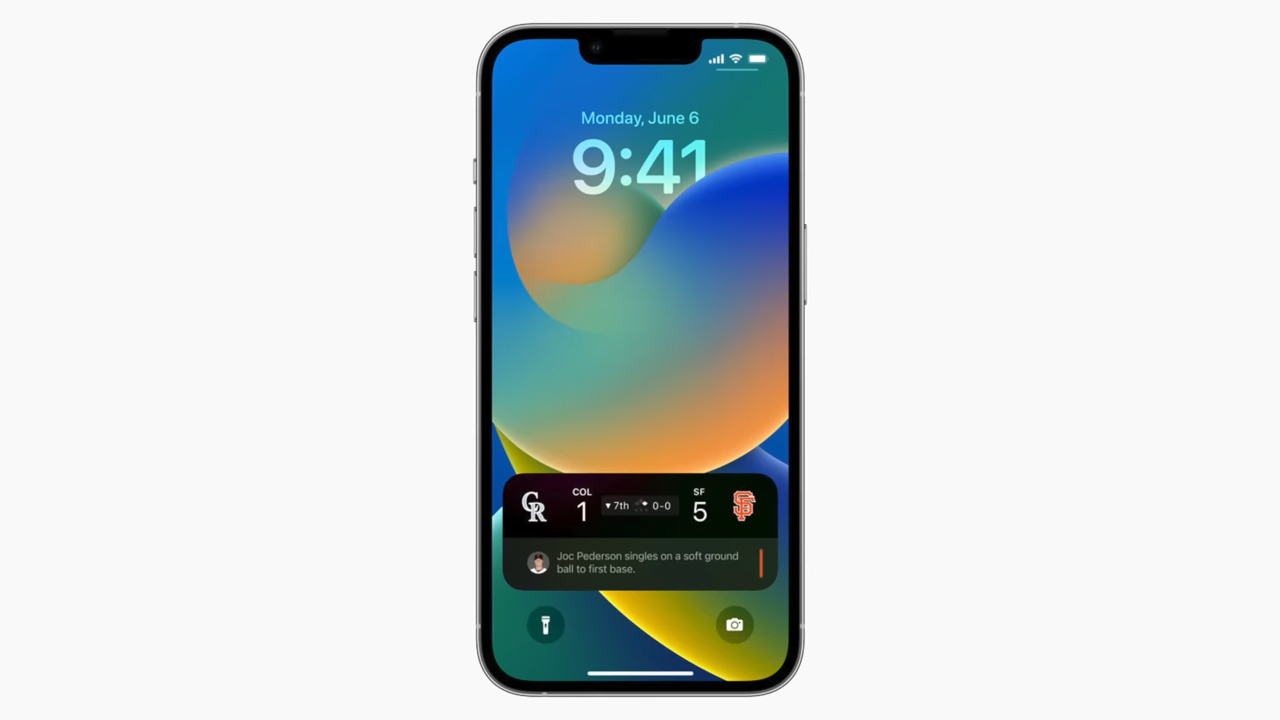 Monday, June 6
9:41
COL
1
▼ 7th 0-0
SF
5
Joc Pederson singles on a soft ground
ball to first base.